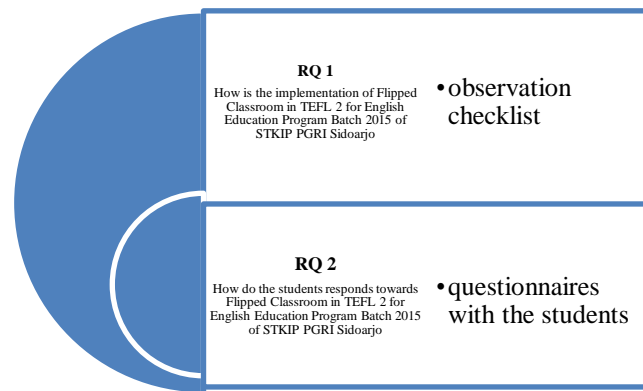 RQ 1
How is the implementation of Flipped
Classroom in TEFL 2 for English
Education Program Batch 2015 of
STKIP PGRI Sidoarjo
•observation
checklist
RQ 2
How do the students responds towards
Flipped Classroom in TEFL 2 for
English Education Program Batch 2015
of STKIP PGRI Sidoarjo
•questionnaires
with the students